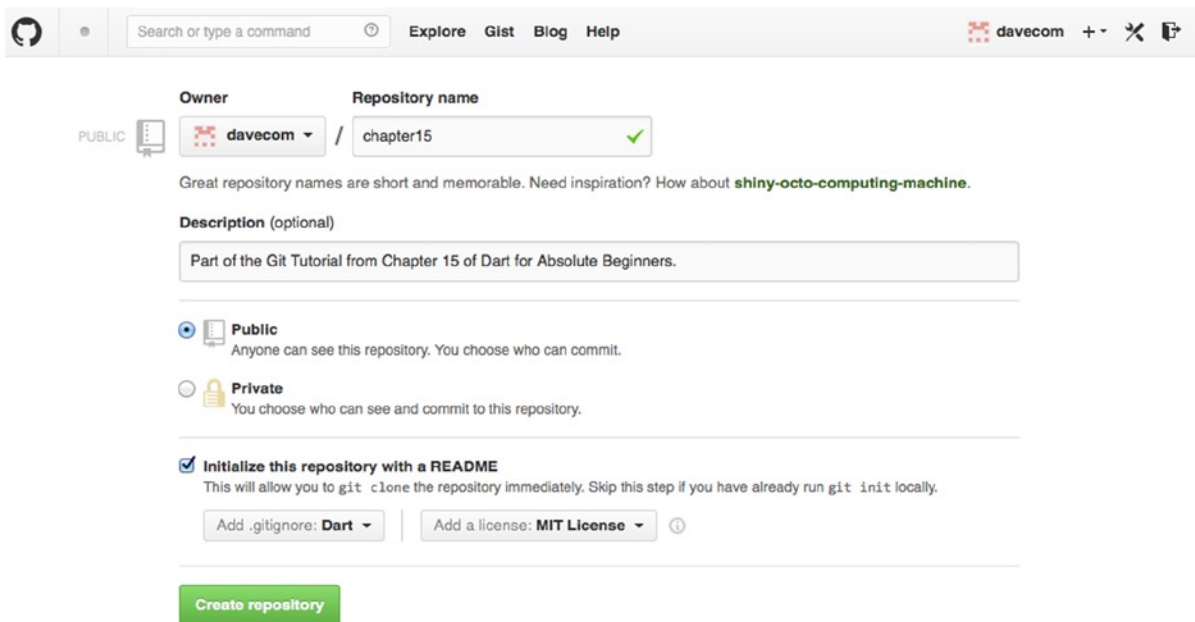 Search or type a command Explore Gist Blog Help davecom
Owner Repository name
PUBLIC davecom / chapter15
Great repository names are short and memorable. Need inspiration? How about shiny-octo-computing-machine.
Description (optional)
Part of the Git Tutorial from Chapter 15 of Dart for Absolute Beginners.
Public
Anyone can see this repository. You choose who can commit.
Private
You choose who can see and commit to this repository.
Initialize this repository with a README
This will allow you to git clone the repository immediately. Skip this step if you have already run git init locally.
Add .gitignore: Dart Add a license: MIT License
Create repository